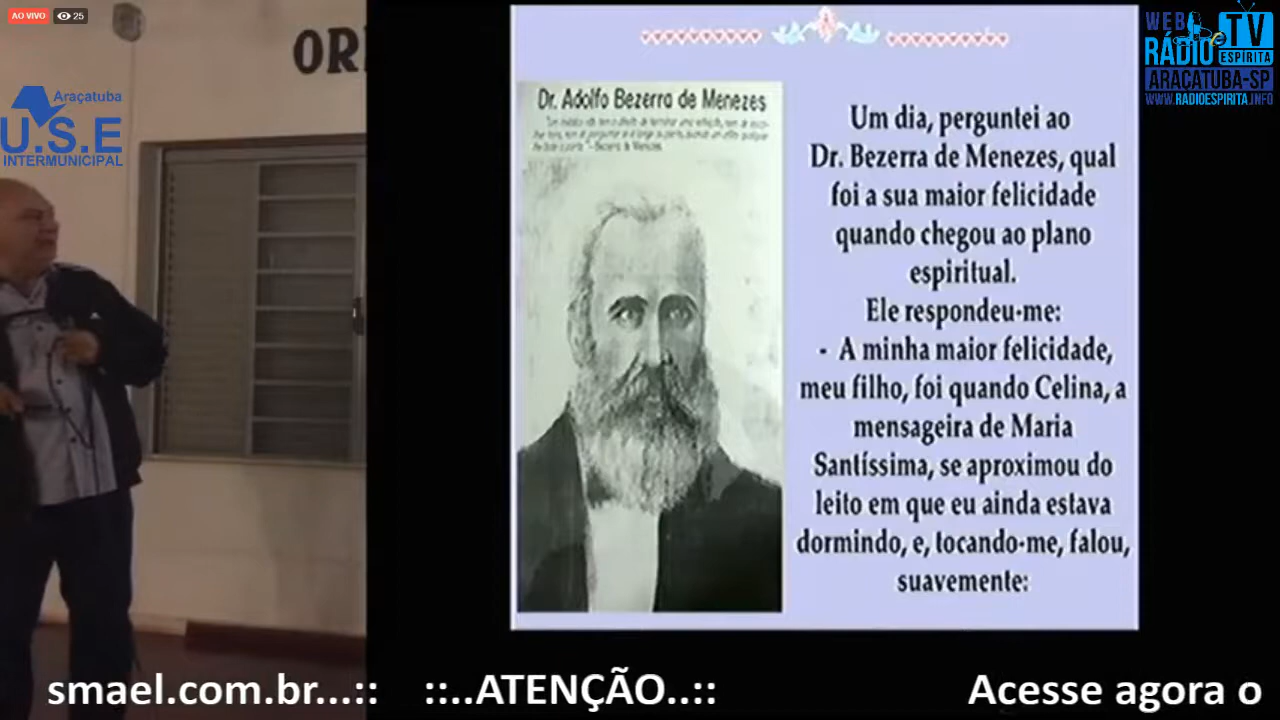 AO VIVO 25
OR
Araçatuba
U.S.E
INTERMUNICIPAL
WEB
RÁDIO e TV
ESPÍRITA
ARAÇATUBA-SP
WWW.RADIOESPIRITA.INFO
Dr. Adolfo Bezerra de Menezes
Um dia, perguntei ao
Dr. Bezerra de Menezes, qual
foi a sua maior felicidade
quando chegou ao plano
espiritual.
Ele respondeu-me:
- A minha maior felicidade,
meu filho, foi quando Celina, a
mensageira de Maria
Santíssima, se aproximou do
leito em que eu ainda estava
dormindo, e, tocando-me, falou,
suavemente:
smael.com.br...:: ::..ATENÇÃO..:: Acesse agora o